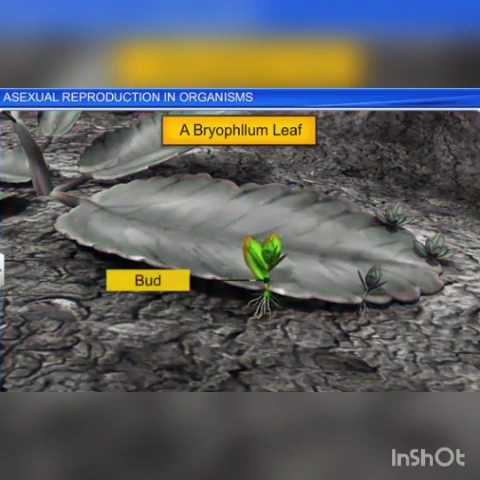 ASEXUAL REPRODUCTION IN ORGANISMS
A Bryophllum Leaf
Bud
InShOt